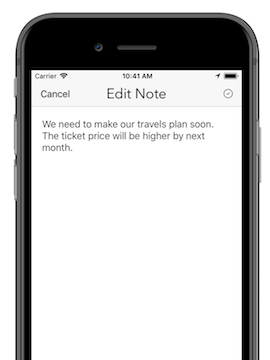 Carrier 10:41 AM
Cancel Edit Note
We need to make our travels plan soon.
The ticket price will be higher by next
month.